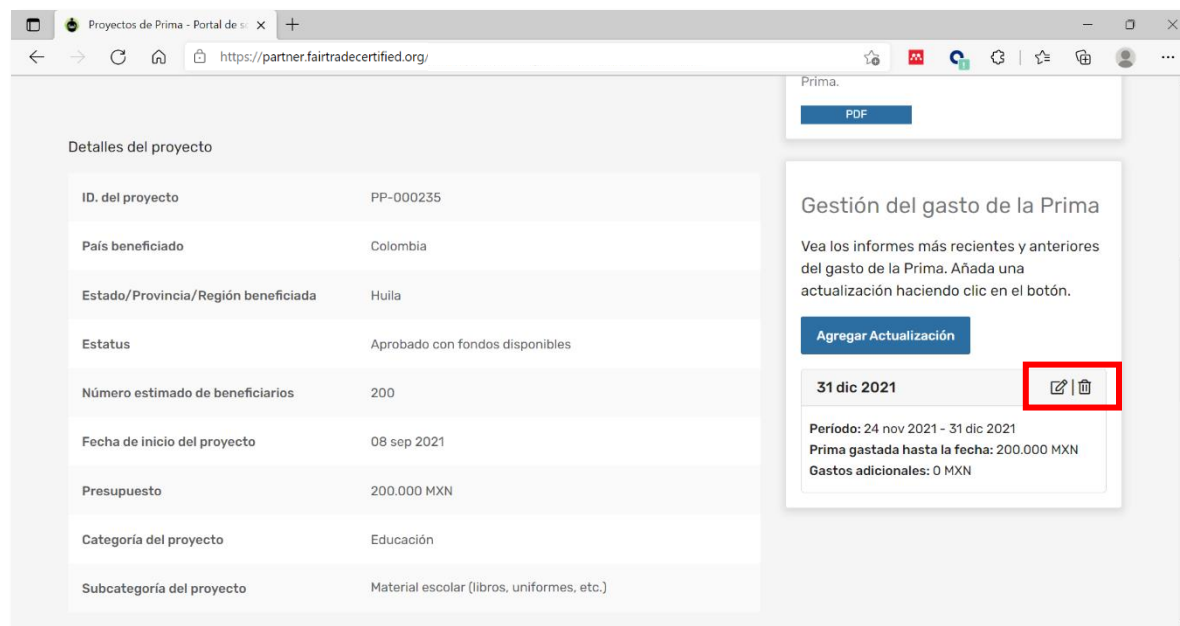 Proyectos de Prima - Portal de so
https://partner.fairtradecertified.org/
Prima.
PDF
Detalles del proyecto
ID. del proyecto PP-000235
País beneficiado Colombia
Estado/Provincia/Región beneficiada Huila
Estatus Aprobado con fondos disponibles
Número estimado de beneficiarios 200
Fecha de inicio del proyecto 08 sep 2021
Presupuesto 200.000 MXN
Categoría del proyecto Educación
Subcategoría del proyecto Material escolar (libros, uniformes, etc.)
Gestión del gasto de la Prima
Vea los informes más recientes y anteriores
del gasto de la Prima. Añada una
actualización haciendo clic en el botón.
Agregar Actualización
31 dic 2021
Período: 24 nov 2021 - 31 dic 2021
Prima gastada hasta la fecha: 200.000 MXN
Gastos adicionales: 0 MXN